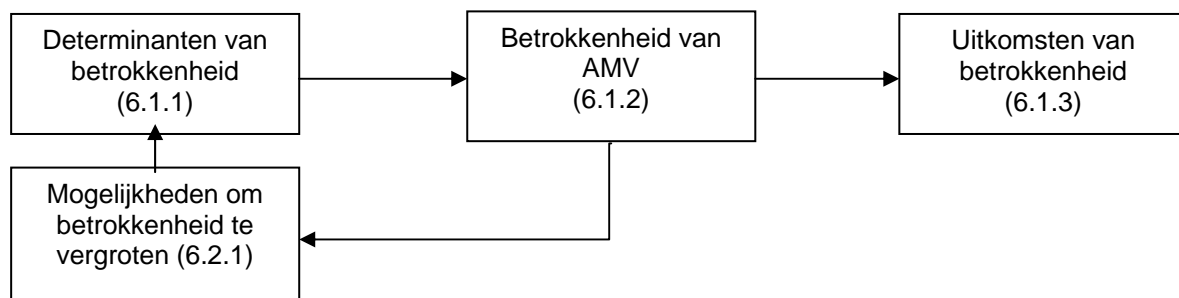 Determinanten van
betrokkenheid
(6.1.1)
Betrokkenheid van
AMV
(6.1.2)
Uitkomsten van
betrokkenheid
(6.1.3)
Mogelijkheden om
betrokkenheid te
vergroten (6.2.1)